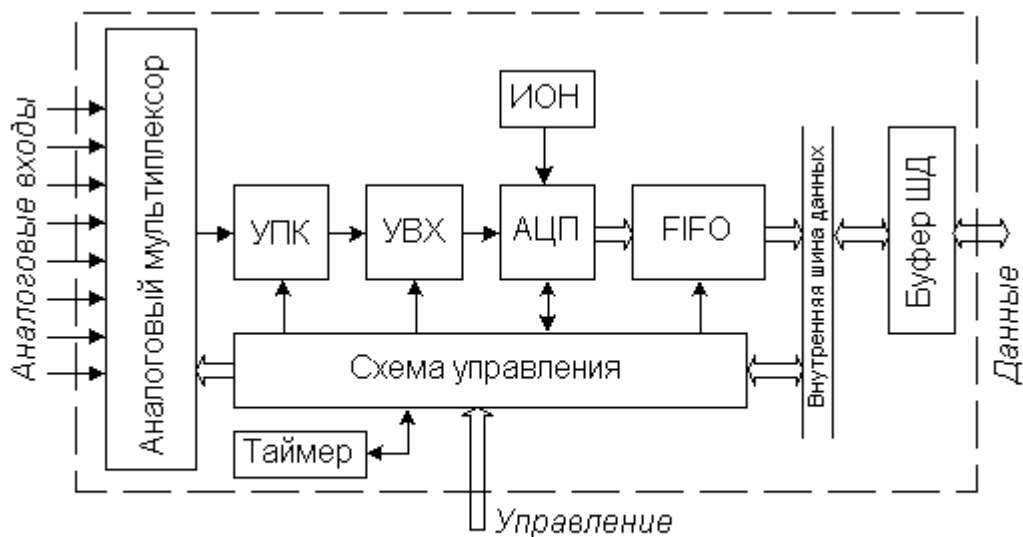 Аналоговые входы
Аналоговый мультиплексор
ИОН
УПК
УВХ
АЦП
FIFO
Внутренняя шина данных
Буфер ШД
Данные
Схема управления
Таймер
Управление